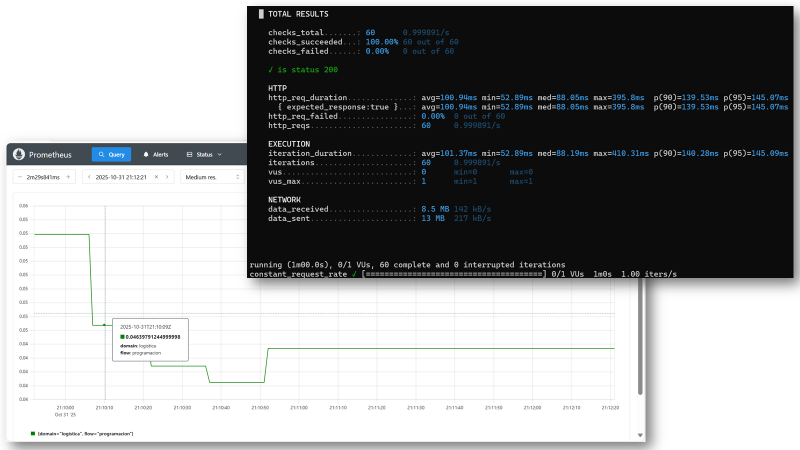 TOTAL RESULTS
checks_total.......: 60 0.999891/s
checks_succeeded...: 100.00% 60 out of 60
checks_failed......: 0.00% 0 out of 60
✓ is status 200
HTTP
http_req_duration..............: avg=100.94ms min=52.89ms med=88.05ms max=395.8ms p(90)=139.53ms p(95)=145.07ms
{ expected_response:true }...: avg=100.94ms min=52.89ms med=88.05ms max=395.8ms p(90)=139.53ms p(95)=145.07ms
http_req_failed................: 0.00% 0 out of 60
http_reqs......................: 60 0.999891/s
EXECUTION
iteration_duration.............: avg=101.37ms min=52.89ms med=88.19ms max=410.31ms p(90)=140.28ms p(95)=145.09ms
iterations.....................: 60 0.999891/s
vus............................: 0 min=0 max=0
vus_max........................: 1 min=1 max=1
NETWORK
data_received..................: 8.5 MB 142 kB/s
data_sent......................: 13 MB 217 kB/s
running (1m00.0s), 0/1 VUs, 60 complete and 0 interrupted iterations
constant_request_rate ✓ [======================================] 0/1 VUs 1m0s 1.00 iters/s
Prometheus Query Alerts Status
− 2m29s841ms + < 2025-10-31 21:12:21 × > Medium res.
0.06
0.06
0.05
0.05
0.05
0.05
0.05
0.05
0.05
0.04
0.04
0.04
0.04
0.04
2025-10-31T21:10:09Z
0.04639791244999998
domain: logistica
flow: programacion
21:10:00 21:10:10 21:10:20 21:10:30 21:10:40 21:10:50 21:11:00 21:11:10 21:11:20 21:11:30 21:11:40 21:11:50 21:12:00 21:12:10 21:12:20
Oct 31 '25
{domain="logistica", flow="programacion"}